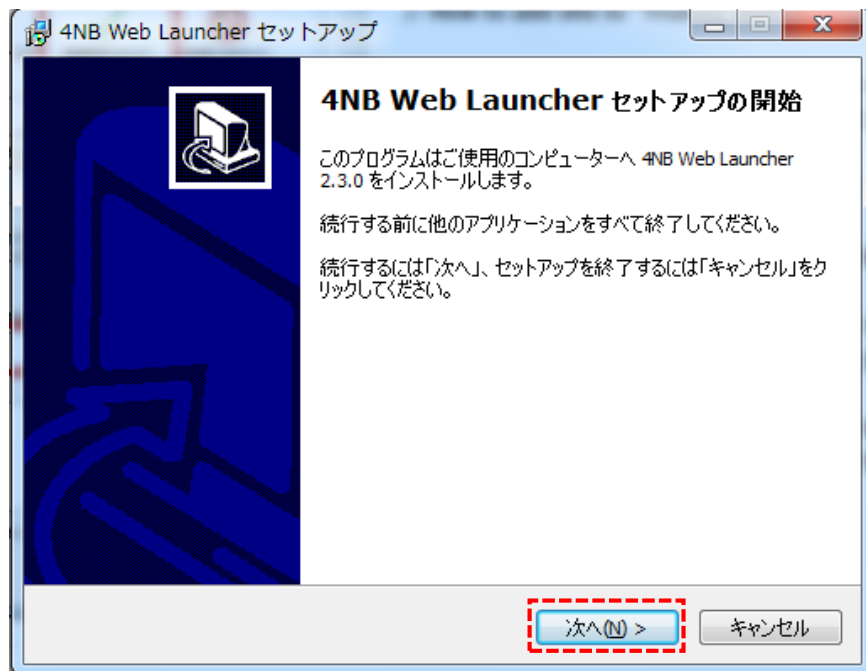 4NB Web Launcher セットアップ
4NB Web Launcher セットアップの開始
このプログラムはご使用のコンピューターへ 4NB Web Launcher
2.3.0 をインストールします。
続行する前に他のアプリケーションをすべて終了してください。
続行するには「次へ」、セットアップを終了するには「キャンセル」をク
リックしてください。
次へ(N) >
キャンセル